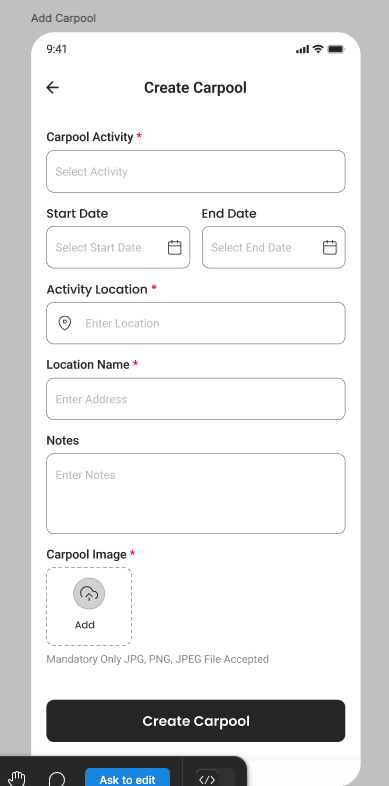 Add Carpool
9:41
Create Carpool
Carpool Activity *
Select Activity
Start Date End Date
Select Start Date Select End Date
Activity Location *
Enter Location
Location Name *
Enter Address
Notes
Enter Notes
Carpool Image *
Add
Mandatory Only JPG, PNG, JPEG File Accepted
Create Carpool
Ask to edit </>